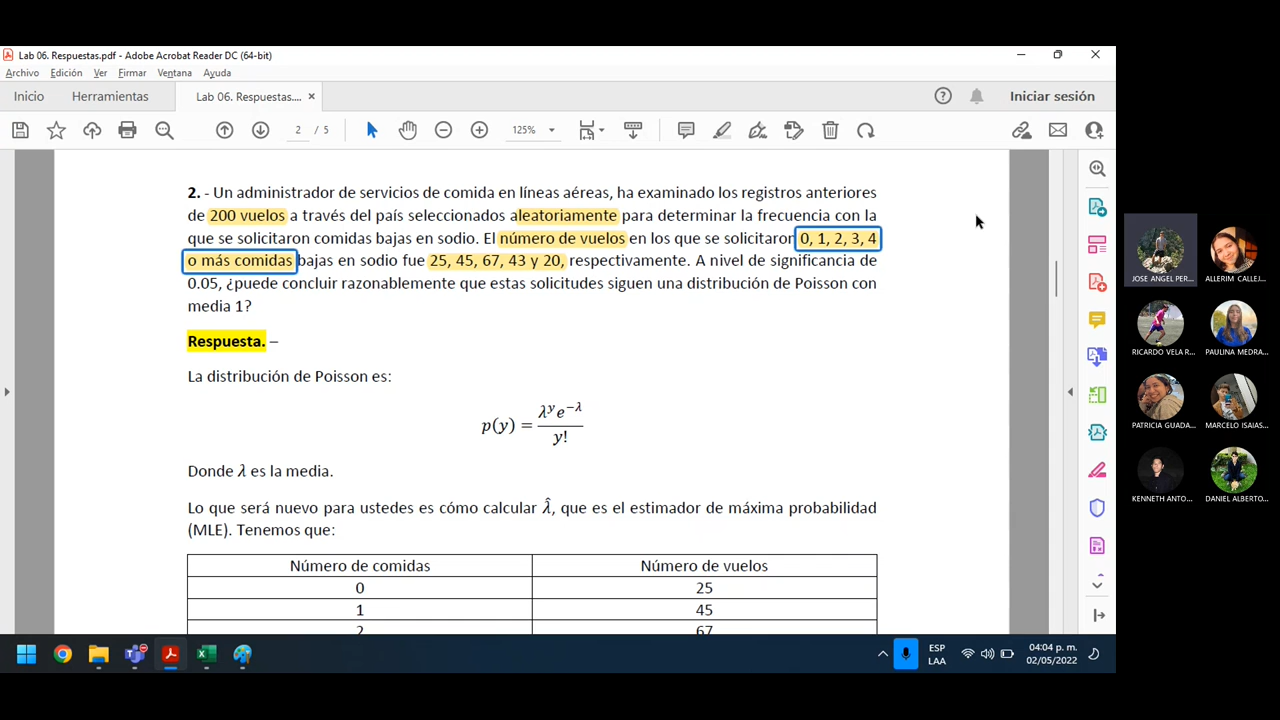 Lab 06. Respuestas.pdf - Adobe Acrobat Reader DC (64-bit)
Archivo Edición Ver Firmar Ventana Ayuda
Inicio Herramientas Lab 06. Respuestas.... × Iniciar sesión
2 / 5 125%
2. - Un administrador de servicios de comida en líneas aéreas, ha examinado los registros anteriores
de 200 vuelos a través del país seleccionados aleatoriamente para determinar la frecuencia con la
que se solicitaron comidas bajas en sodio. El número de vuelos en los que se solicitaron 0, 1, 2, 3, 4
o más comidas bajas en sodio fue 25, 45, 67, 43 y 20, respectivamente. A nivel de significancia de
0.05, ¿puede concluir razonablemente que estas solicitudes siguen una distribución de Poisson con
media 1?
Respuesta. –
La distribución de Poisson es:
p(y) = λ^y e^−λ / y!
Donde λ es la media.
Lo que será nuevo para ustedes es cómo calcular λ̂, que es el estimador de máxima probabilidad
(MLE). Tenemos que:
Número de comidas Número de vuelos
0 25
1 45
2 67
JOSE ANGEL PER... ALLERIM CALLEJ...
RICARDO VELA R... PAULINA MEDRA...
PATRICIA GUADA... MARCELO ISAIAS...
KENNETH ANTO... DANIEL ALBERTO...
ESP
LAA
04:04 p. m.
02/05/2022